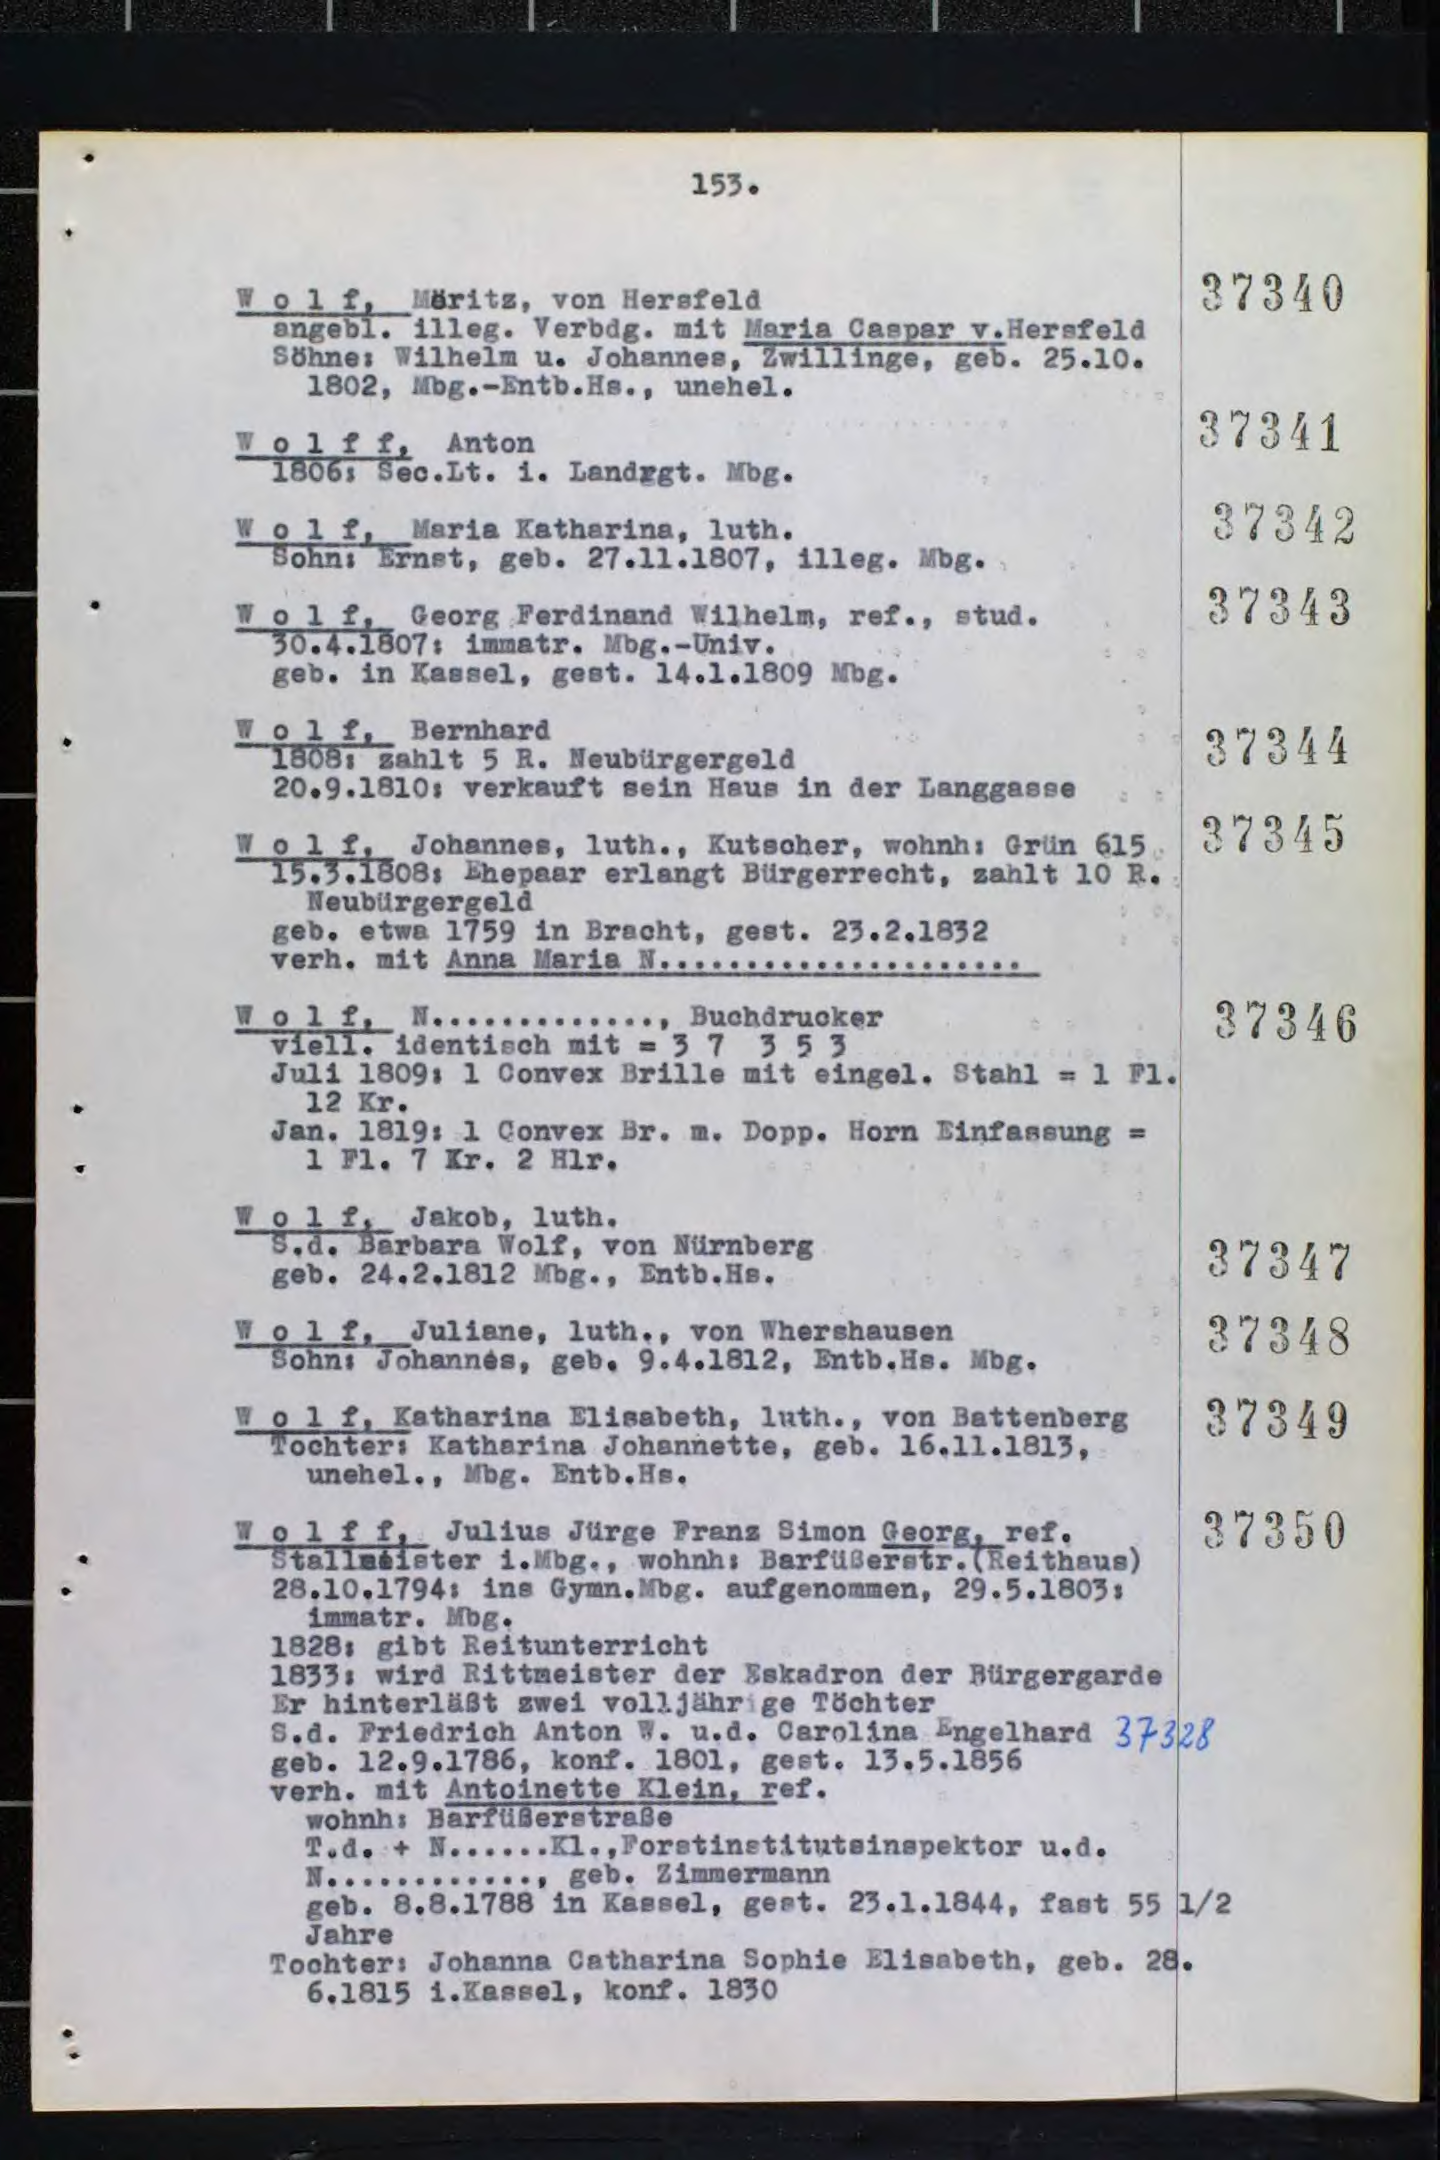 153.
W o l f, Möritz, von Hersfeld 37340
angebl. illeg. Verbdg. mit Maria Caspar v.Hersfeld
Söhne: Wilhelm u. Johannes, Zwillinge, geb. 25.10.
1802, Mbg.-Entb.Hs., unehel.
W o l f f, Anton 37341
1806: Sec.Lt. i. Landrgt. Mbg.
W o l f, Maria Katharina, luth. 37342
Sohn: Ernst, geb. 27.11.1807, illeg. Mbg.
W o l f, Georg Ferdinand Wilhelm, ref., stud. 37343
30.4.1807: immatr. Mbg.-Univ.
geb. in Kassel, gest. 14.1.1809 Mbg.
W o l f, Bernhard 37344
1808: zahlt 5 R. Neubürgergeld
20.9.1810: verkauft sein Haus in der Langgasse
W o l f, Johannes, luth., Kutscher, wohnh: Grün 615 37345
15.3.1808: Ehepaar erlangt Bürgerrecht, zahlt 10 R.
Neubürgergeld
geb. etwa 1759 in Bracht, gest. 23.2.1832
verh. mit Anna Maria N.....................
W o l f, N............., Buchdrucker 37346
viell. identisch mit = 3 7 3 5 3
Juli 1809: 1 Convex Brille mit eingel. Stahl = 1 Fl.
12 Kr.
Jan. 1819: 1 Convex Br. m. Dopp. Horn Einfassung =
1 Fl. 7 Kr. 2 Hlr.
W o l f, Jakob, luth.
S.d. Barbara Wolf, von Nürnberg 37347
geb. 24.2.1812 Mbg., Entb.Hs.
W o l f, Juliane, luth., von Whershausen 37348
Sohn: Johannes, geb. 9.4.1812, Entb.Hs. Mbg.
W o l f, Katharina Elisabeth, luth., von Battenberg 37349
Tochter: Katharina Johannette, geb. 16.11.1813,
unehel., Mbg. Entb.Hs.
W o l f f, Julius Jürge Franz Simon Georg, ref. 37350
Stallmeister i.Mbg., wohnh: Barfüßerstr.(Reithaus)
28.10.1794: ins Gymn.Mbg. aufgenommen, 29.5.1803:
immatr. Mbg.
1828: gibt Reitunterricht
1833: wird Rittmeister der Eskadron der Bürgergarde
Er hinterläßt zwei volljährige Töchter
S.d. Friedrich Anton W. u.d. Carolina Engelhard 37328
geb. 12.9.1786, konf. 1801, gest. 13.5.1856
verh. mit Antoinette Klein, ref.
wohnh: Barfüßerstraße
T.d. + N......Kl.,Forstinstitutsinspektor u.d.
N............, geb. Zimmermann
geb. 8.8.1788 in Kassel, gest. 23.1.1844, fast 55 1/2
Jahre
Tochter: Johanna Catharina Sophie Elisabeth, geb. 28.
6.1815 i.Kassel, konf. 1830